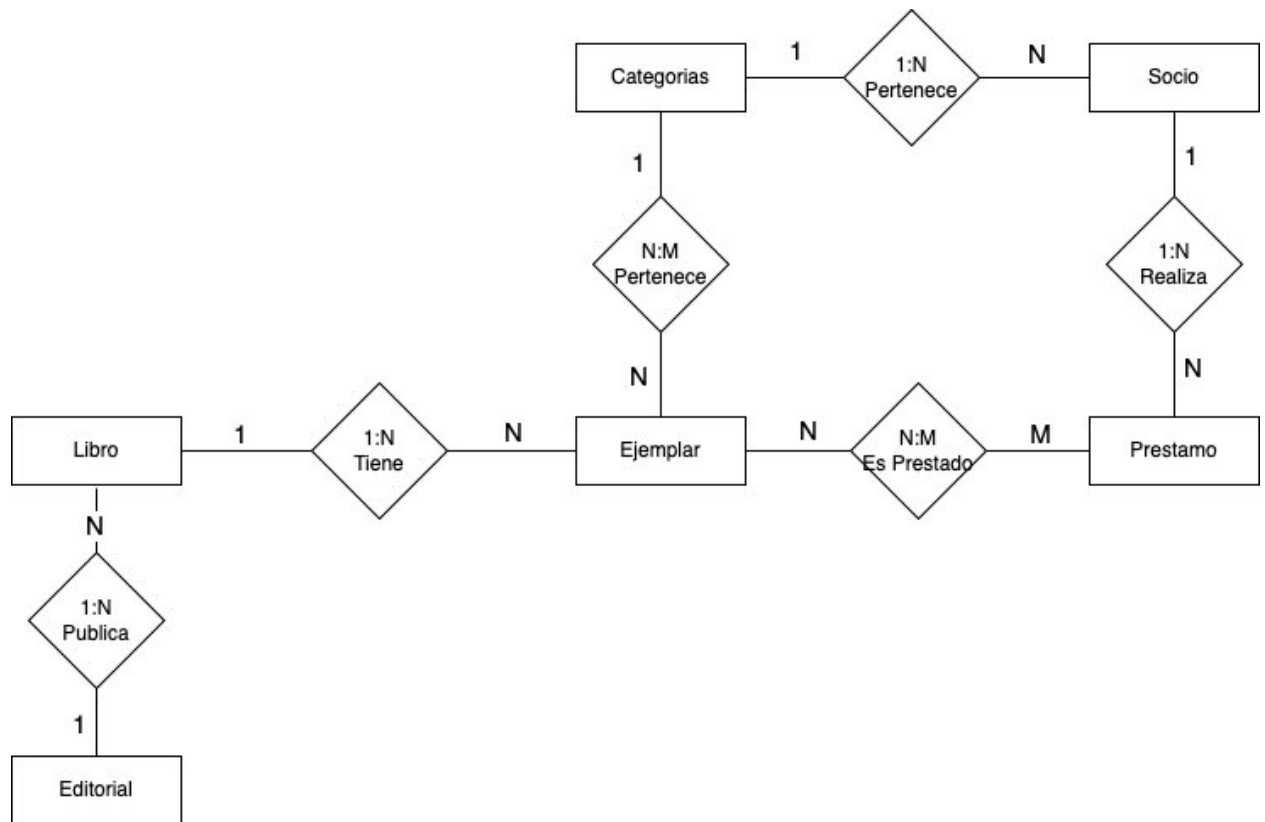 Categorias
1
1:N
Pertenece
N
Socio
1
N:M
Pertenece
N
1
1:N
Realiza
N
Libro
1
1:N
Tiene
N
Ejemplar
N
N:M
Es Prestado
M
Prestamo
N
1:N
Publica
1
Editorial